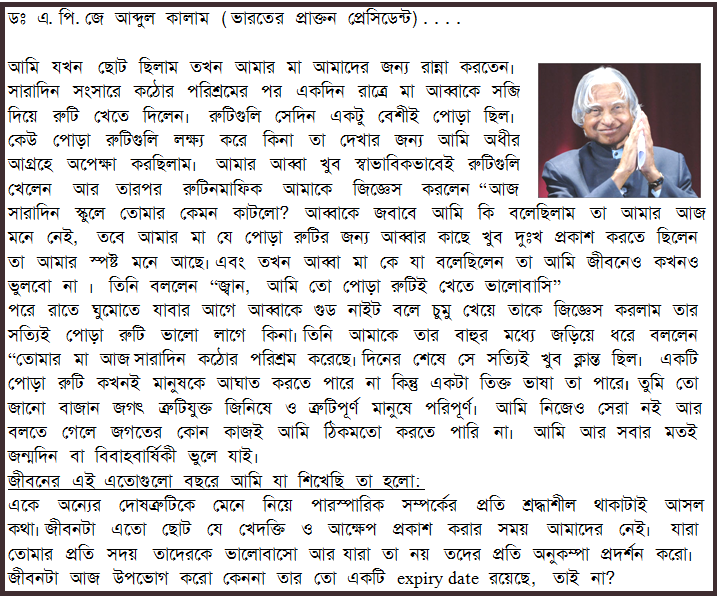 ডঃ এ. পি. জে আব্দুল কালাম (ভারতের প্রাক্তন প্রেসিডেন্ট) . . . .
আমি যখন ছোট ছিলাম তখন আমার মা আমাদের জন্য রান্না করতেন।
সারাদিন সংসারে কঠোর পরিশ্রমের পর একদিন রাত্রে মা আব্বাকে সব্জি
দিয়ে রুটি খেতে দিলেন। রুটিগুলি সেদিন একটু বেশীই পোড়া ছিল।
কেউ পোড়া রুটিগুলি লক্ষ্য করে কিনা তা দেখার জন্য আমি অধীর
আগ্রহে অপেক্ষা করছিলাম। আমার আব্বা খুব স্বাভাবিকভাবেই রুটিগুলি
খেলেন আর তারপর রুটিনমাফিক আমাকে জিজ্ঞেস করলেন “আজ
সারাদিন স্কুলে তোমার কেমন কাটলো? আব্বাকে জবাবে আমি কি বলেছিলাম তা আমার আজ
মনে নেই, তবে আমার মা যে পোড়া রুটির জন্য আব্বার কাছে খুব দুঃখ প্রকাশ করতে ছিলেন
তা আমার স্পষ্ট মনে আছে। এবং তখন আব্বা মা কে যা বলেছিলেন তা আমি জীবনেও কখনও
ভুলবো না । তিনি বললেন “জ্বান, আমি তো পোড়া রুটিই খেতে ভালোবাসি”
পরে রাতে ঘুমোতে যাবার আগে আব্বাকে গুড নাইট বলে চুমু খেয়ে তাকে জিজ্ঞেস করলাম তার
সত্যিই পোড়া রুটি ভালো লাগে কিনা। তিনি আমাকে তার বাহুর মধ্যে জড়িয়ে ধরে বললেন
“তোমার মা আজ সারাদিন কঠোর পরিশ্রম করেছে। দিনের শেষে সে সত্যিই খুব ক্লান্ত ছিল। একটি
পোড়া রুটি কখনই মানুষকে আঘাত করতে পারে না কিন্তু একটা তিক্ত ভাষা তা পারে। তুমি তো
জানো বাজান জগৎ ত্রুটিযুক্ত জিনিষে ও ত্রুটিপূর্ণ মানুষে পরিপূর্ণ। আমি নিজেও সেরা নই আর
বলতে গেলে জগতের কোন কাজই আমি ঠিকমতো করতে পারি না। আমি আর সবার মতই
জন্মদিন বা বিবাহবার্ষিকী ভুলে যাই।
জীবনের এই এতোগুলো বছরে আমি যা শিখেছি তা হলো:
একে অন্যের দোষত্রুটিকে মেনে নিয়ে পারস্পারিক সম্পর্কের প্রতি শ্রদ্ধাশীল থাকাটাই আসল
কথা। জীবনটা এতো ছোট যে খেদক্তি ও আক্ষেপ প্রকাশ করার সময় আমাদের নেই। যারা
তোমার প্রতি সদয় তাদেরকে ভালোবাসো আর যারা তা নয় তদের প্রতি অনুকম্পা প্রদর্শন করো।
জীবনটা আজ উপভোগ করো কেননা তার তো একটি expiry date রয়েছে, তাই না?